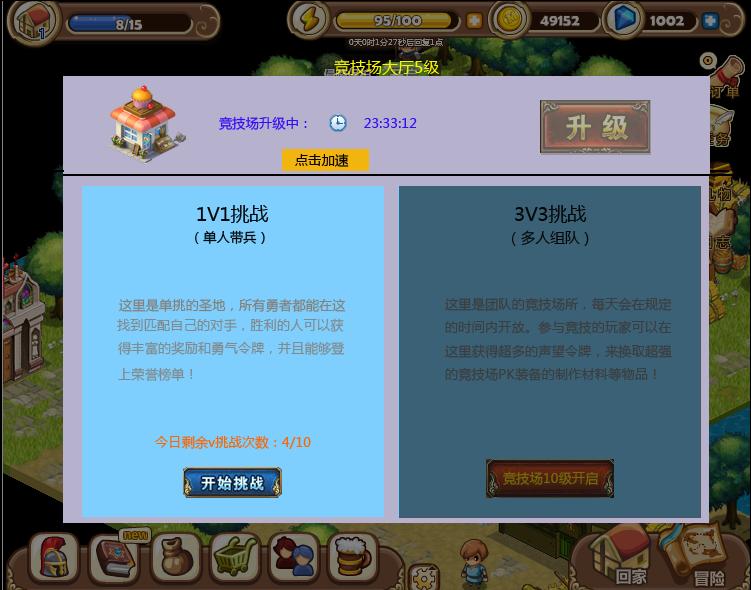 1
8/15
95/100
49152
1002
0天0时1分27秒后回复1点
竞技场大厅5级
竞技场升级中：
23:33:12
升 级
点击加速
1V1挑战
（单人带兵）
这里是单挑的圣地，所有勇者都能在这
找到匹配自己的对手，胜利的人可以获
得丰富的奖励和勇气令牌，并且能够登
上荣誉榜单！
今日剩余v挑战次数：4/10
开始挑战
3V3挑战
（多人组队）
这里是团队的竞技场所，每天会在规定
的时间内开放。参与竞技的玩家可以在
这里获得超多的声望令牌，来换取超强
的竞技场PK装备的制作材料等物品！
竞技场10级开启
订单
务
物
志
new
回家
冒险